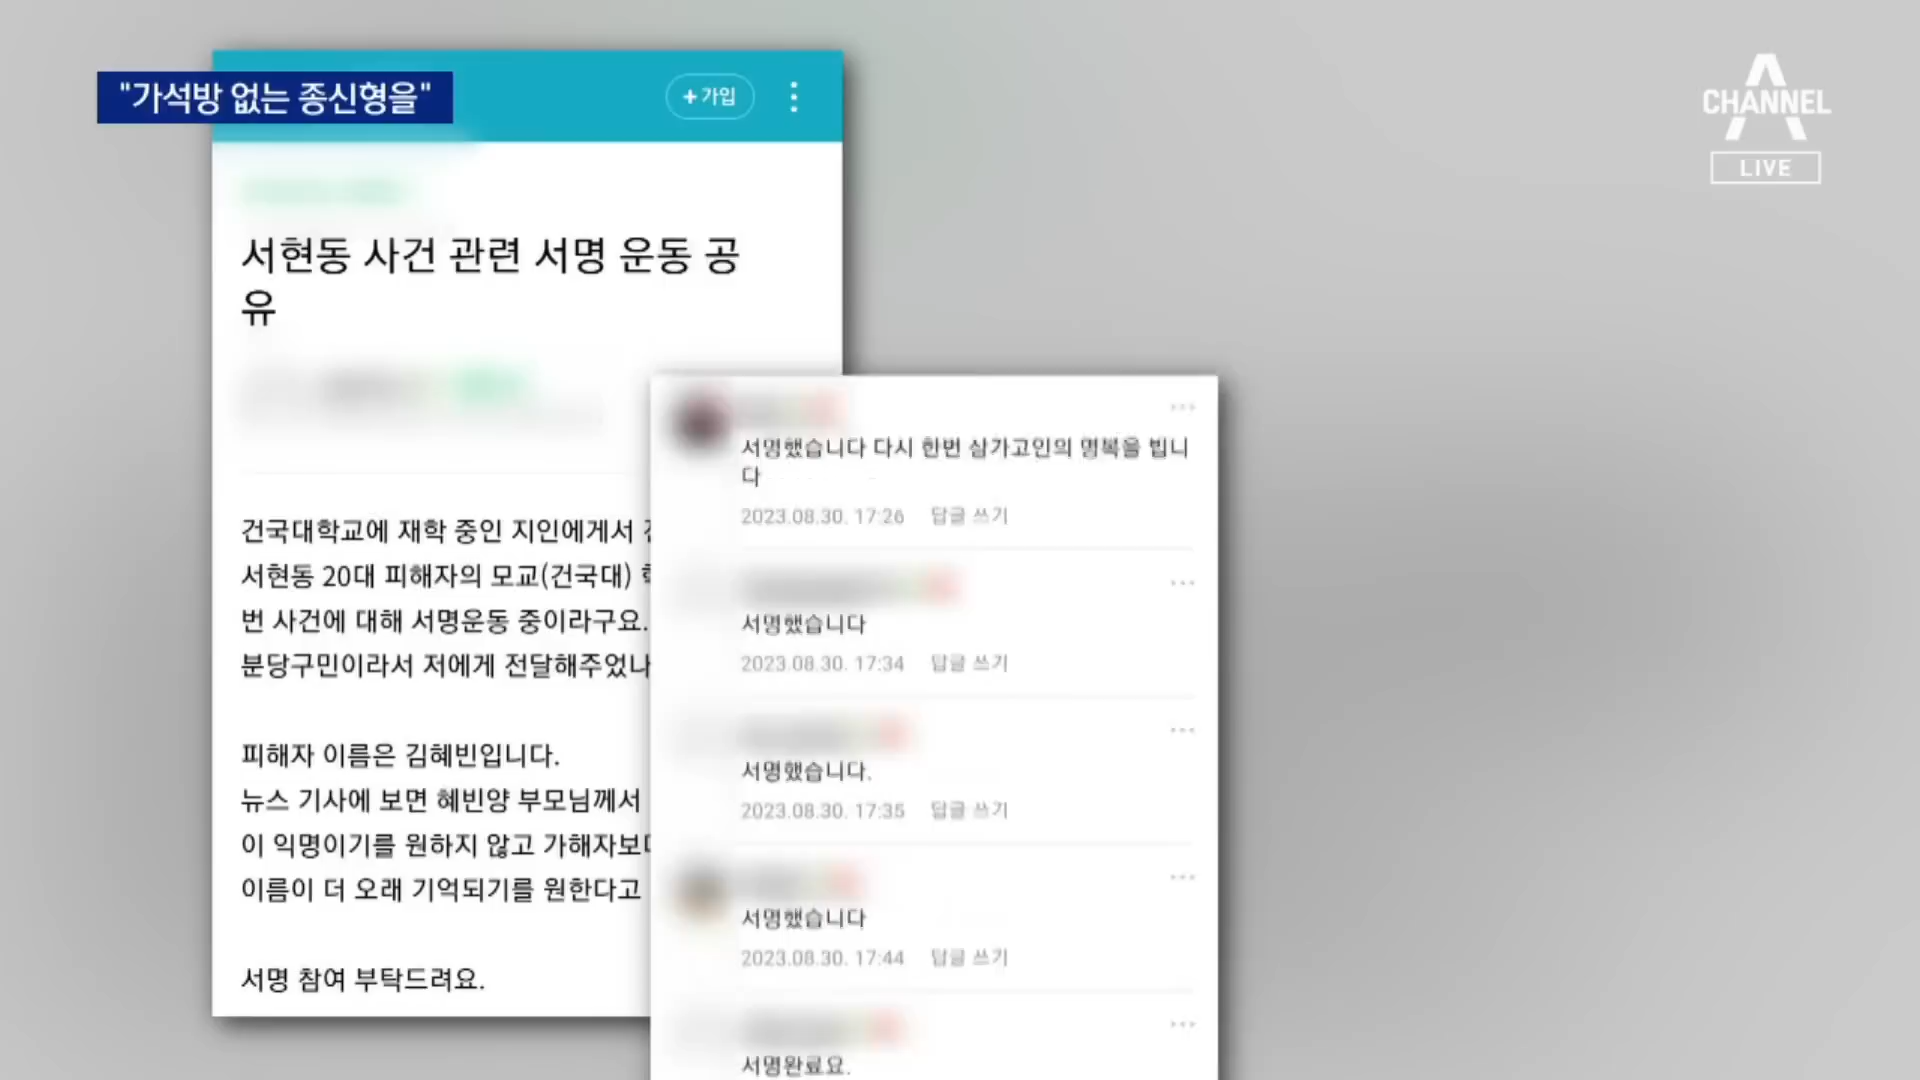 "가석방 없는 종신형을"
+ 가입
CHANNEL A
LIVE
서현동 사건 관련 서명 운동 공
유
건국대학교에 재학 중인 지인에게서
서현동 20대 피해자의 모교(건국대)
번 사건에 대해 서명운동 중이라구요.
분당구민이라서 저에게 전달해주었나
피해자 이름은 김혜빈입니다.
뉴스 기사에 보면 혜빈양 부모님께서
이 익명이기를 원하지 않고 가해자보다
이름이 더 오래 기억되기를 원한다고
서명 참여 부탁드려요.
서명했습니다 다시 한번 삼가고인의 명복을 빕니
다
2023.08.30. 17:26 답글 쓰기
서명했습니다
2023.08.30. 17:34 답글 쓰기
서명했습니다.
2023.08.30. 17:35 답글 쓰기
서명했습니다
2023.08.30. 17:44 답글 쓰기
서명완료요.